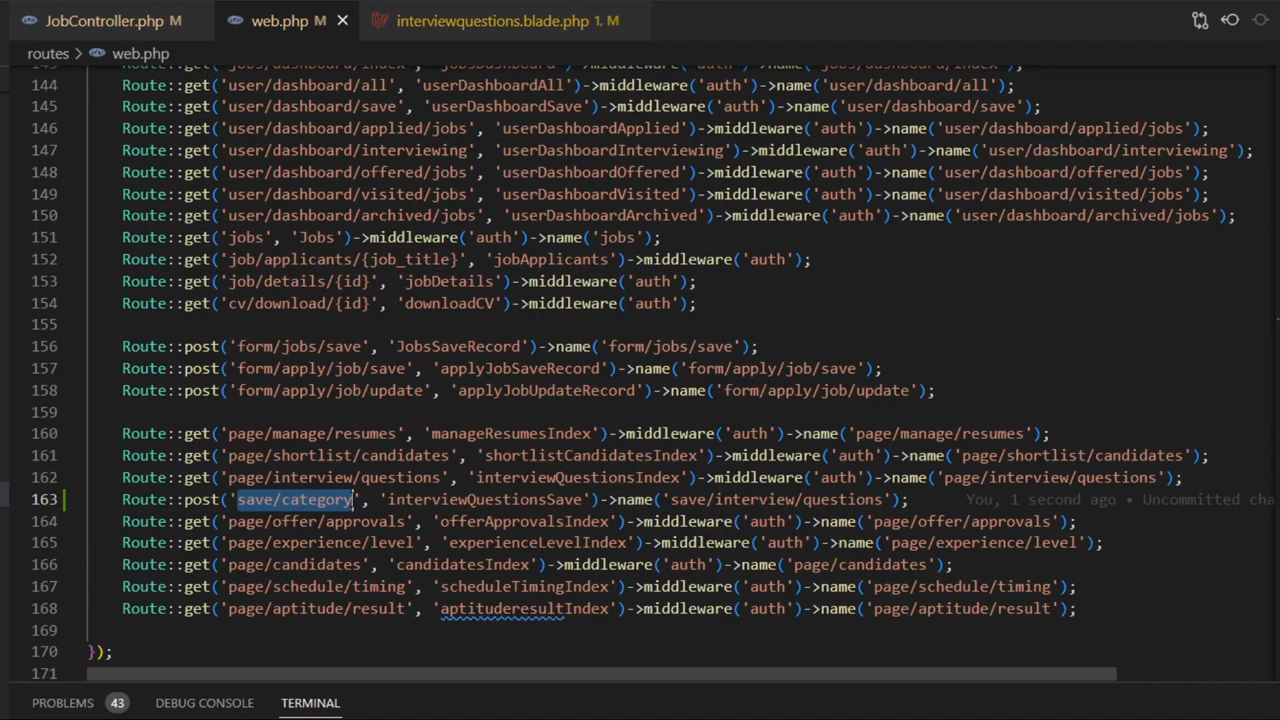 JobController.php M
web.php M
interviewquestions.blade.php 1, M
routes > web.php
144 Route::get('user/dashboard/all', 'userDashboardAll')->middleware('auth')->name('user/dashboard/all');
145 Route::get('user/dashboard/save', 'userDashboardSave')->middleware('auth')->name('user/dashboard/save');
146 Route::get('user/dashboard/applied/jobs', 'userDashboardApplied')->middleware('auth')->name('user/dashboard/applied/jobs');
147 Route::get('user/dashboard/interviewing', 'userDashboardInterviewing')->middleware('auth')->name('user/dashboard/interviewing');
148 Route::get('user/dashboard/offered/jobs', 'userDashboardOffered')->middleware('auth')->name('user/dashboard/offered/jobs');
149 Route::get('user/dashboard/visited/jobs', 'userDashboardVisited')->middleware('auth')->name('user/dashboard/visited/jobs');
150 Route::get('user/dashboard/archived/jobs', 'userDashboardArchived')->middleware('auth')->name('user/dashboard/archived/jobs');
151 Route::get('jobs', 'Jobs')->middleware('auth')->name('jobs');
152 Route::get('job/applicants/{job_title}', 'jobApplicants')->middleware('auth');
153 Route::get('job/details/{id}', 'jobDetails')->middleware('auth');
154 Route::get('cv/download/{id}', 'downloadCV')->middleware('auth');
155
156 Route::post('form/jobs/save', 'JobsSaveRecord')->name('form/jobs/save');
157 Route::post('form/apply/job/save', 'applyJobSaveRecord')->name('form/apply/job/save');
158 Route::post('form/apply/job/update', 'applyJobUpdateRecord')->name('form/apply/job/update');
159
160 Route::get('page/manage/resumes', 'manageResumesIndex')->middleware('auth')->name('page/manage/resumes');
161 Route::get('page/shortlist/candidates', 'shortlistCandidatesIndex')->middleware('auth')->name('page/shortlist/candidates');
162 Route::get('page/interview/questions', 'interviewQuestionsIndex')->middleware('auth')->name('page/interview/questions');
163 Route::post('save/category', 'interviewQuestionsSave')->name('save/interview/questions'); You, 1 second ago • Uncommitted cha
164 Route::get('page/offer/approvals', 'offerApprovalsIndex')->middleware('auth')->name('page/offer/approvals');
165 Route::get('page/experience/level', 'experienceLevelIndex')->middleware('auth')->name('page/experience/level');
166 Route::get('page/candidates', 'candidatesIndex')->middleware('auth')->name('page/candidates');
167 Route::get('page/schedule/timing', 'scheduleTimingIndex')->middleware('auth')->name('page/schedule/timing');
168 Route::get('page/aptitude/result', 'aptituderesultIndex')->middleware('auth')->name('page/aptitude/result');
169
170 });
171
PROBLEMS 43 DEBUG CONSOLE TERMINAL